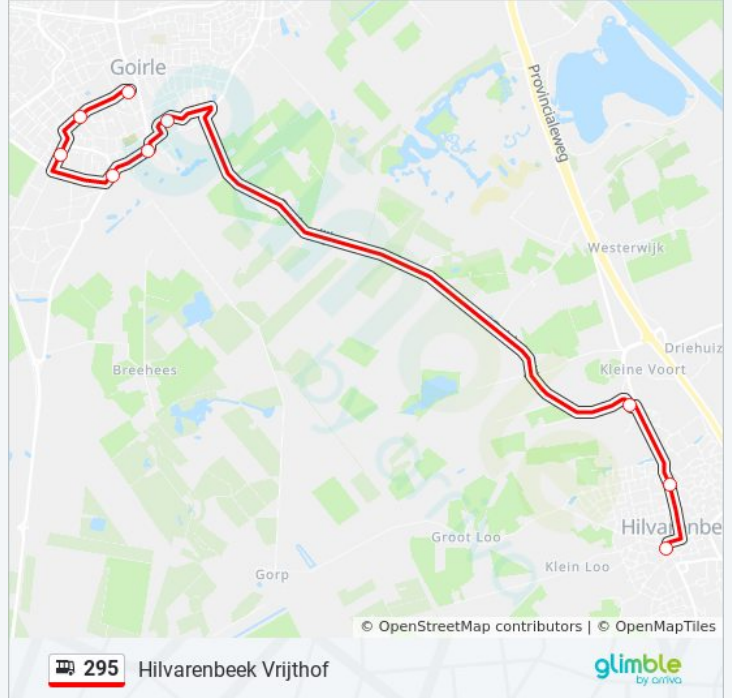 Goirle
Provincialeweg
Westerwijk
Driehuiz
Kleine Voort
Breehees
Hilvarenbe
Groot Loo
Klein Loo
Gorp
© OpenStreetMap contributors | © OpenMapTiles
295 Hilvarenbeek Vrijthof
glimble
by arriva